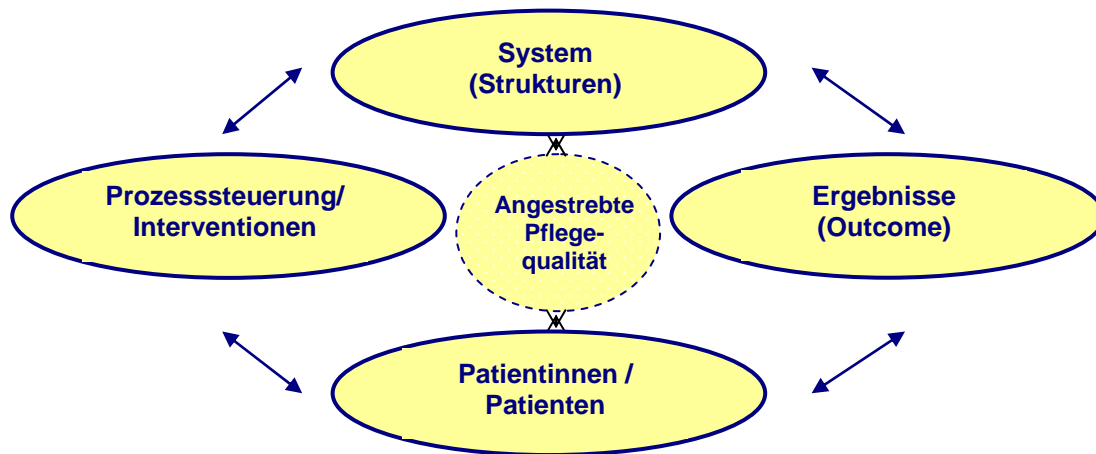 System
(Strukturen)
Prozesssteuerung/
Interventionen
Angestrebte
Pflege-
qualität
Ergebnisse
(Outcome)
Patientinnen /
Patienten